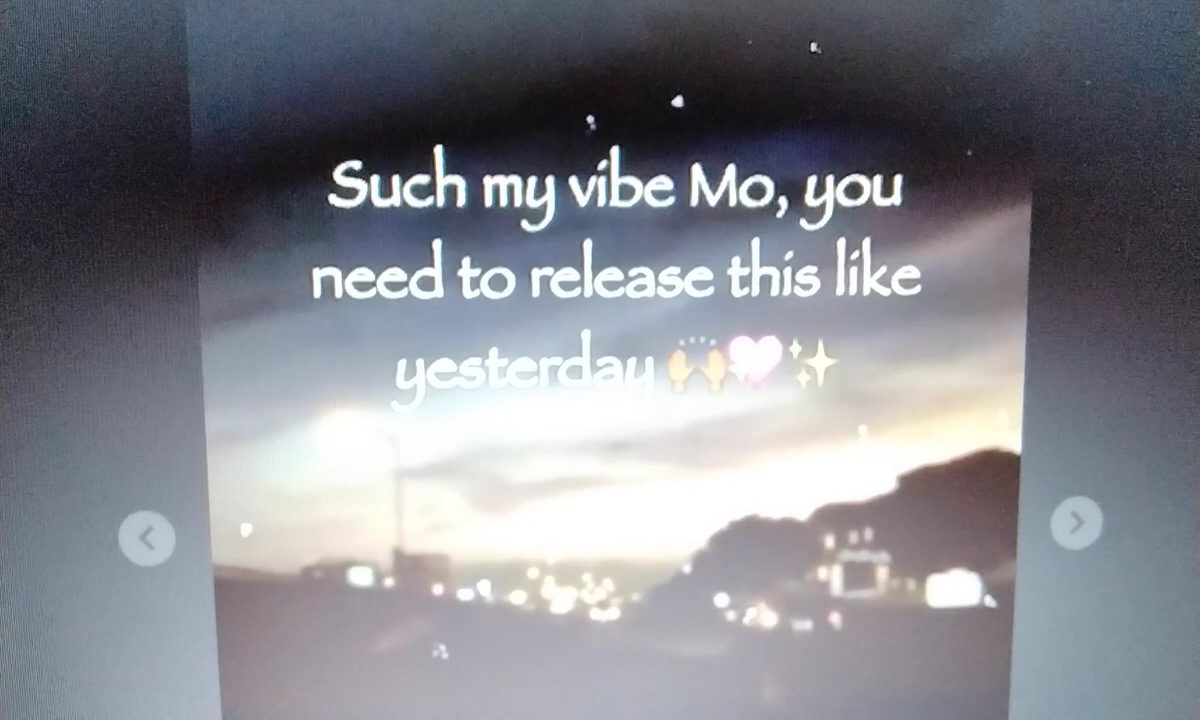 Such my vibe Mo, you
need to release this like
yesterday 🙌💖✨